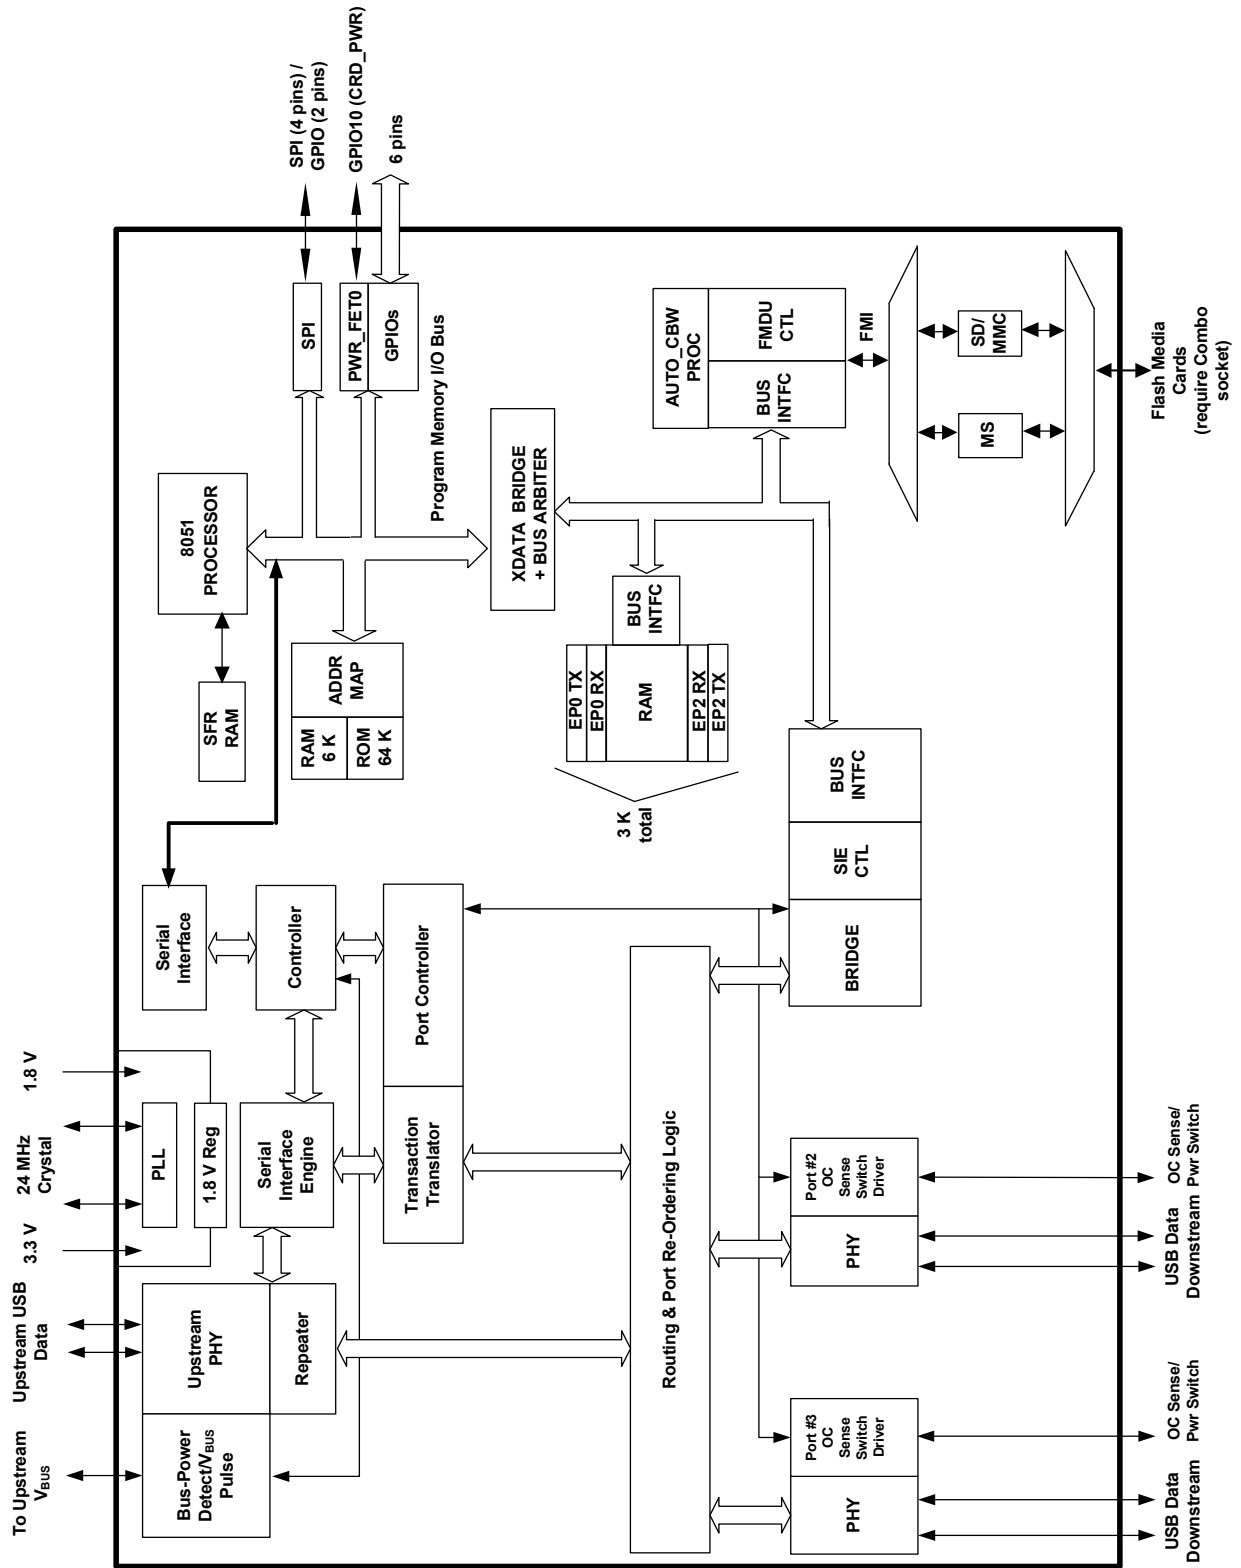 To Upstream
VBUS
Upstream USB
Data
3.3 V
24 MHz
Crystal
1.8 V
Bus-Power
Detect/VBUS
Pulse
Upstream
PHY
Repeater
PLL
1.8 V Reg
Serial
Interface
Engine
Serial
Interface
Controller
Transaction
Translator
Port Controller
SFR
RAM
8051
PROCESSOR
RAM
6 K
ROM
64 K
ADDR
MAP
SPI
PWR_FET0
GPIOs
SPI (4 pins) /
GPIO (2 pins)
GPIO10 (CRD_PWR)
6 pins
Program Memory I/O Bus
XDATA BRIDGE
+ BUS ARBITER
3 K
total
EP0 TX
EP0 RX
RAM
EP2 RX
EP2 TX
BUS
INTFC
AUTO_CBW
PROC
BUS
INTFC
FMDU
CTL
FMI
Routing & Port Re-Ordering Logic
BRIDGE
SIE
CTL
BUS
INTFC
MS
SD/
MMC
PHY
Port #3
OC
Sense
Switch
Driver
PHY
Port #2
OC
Sense
Switch
Driver
USB Data
Downstream
OC Sense/
Pwr Switch
USB Data
Downstream
OC Sense/
Pwr Switch
Flash Media
Cards
(require Combo
socket)